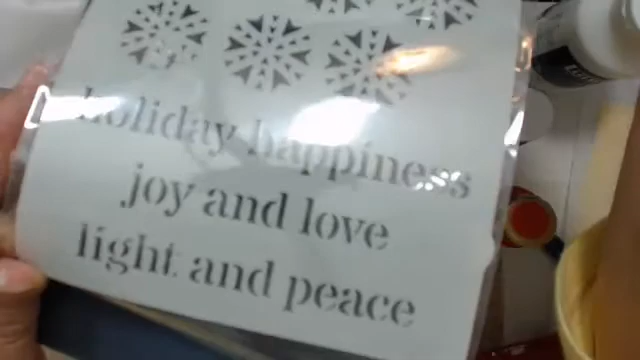 holiday happiness
joy and love
light and peace